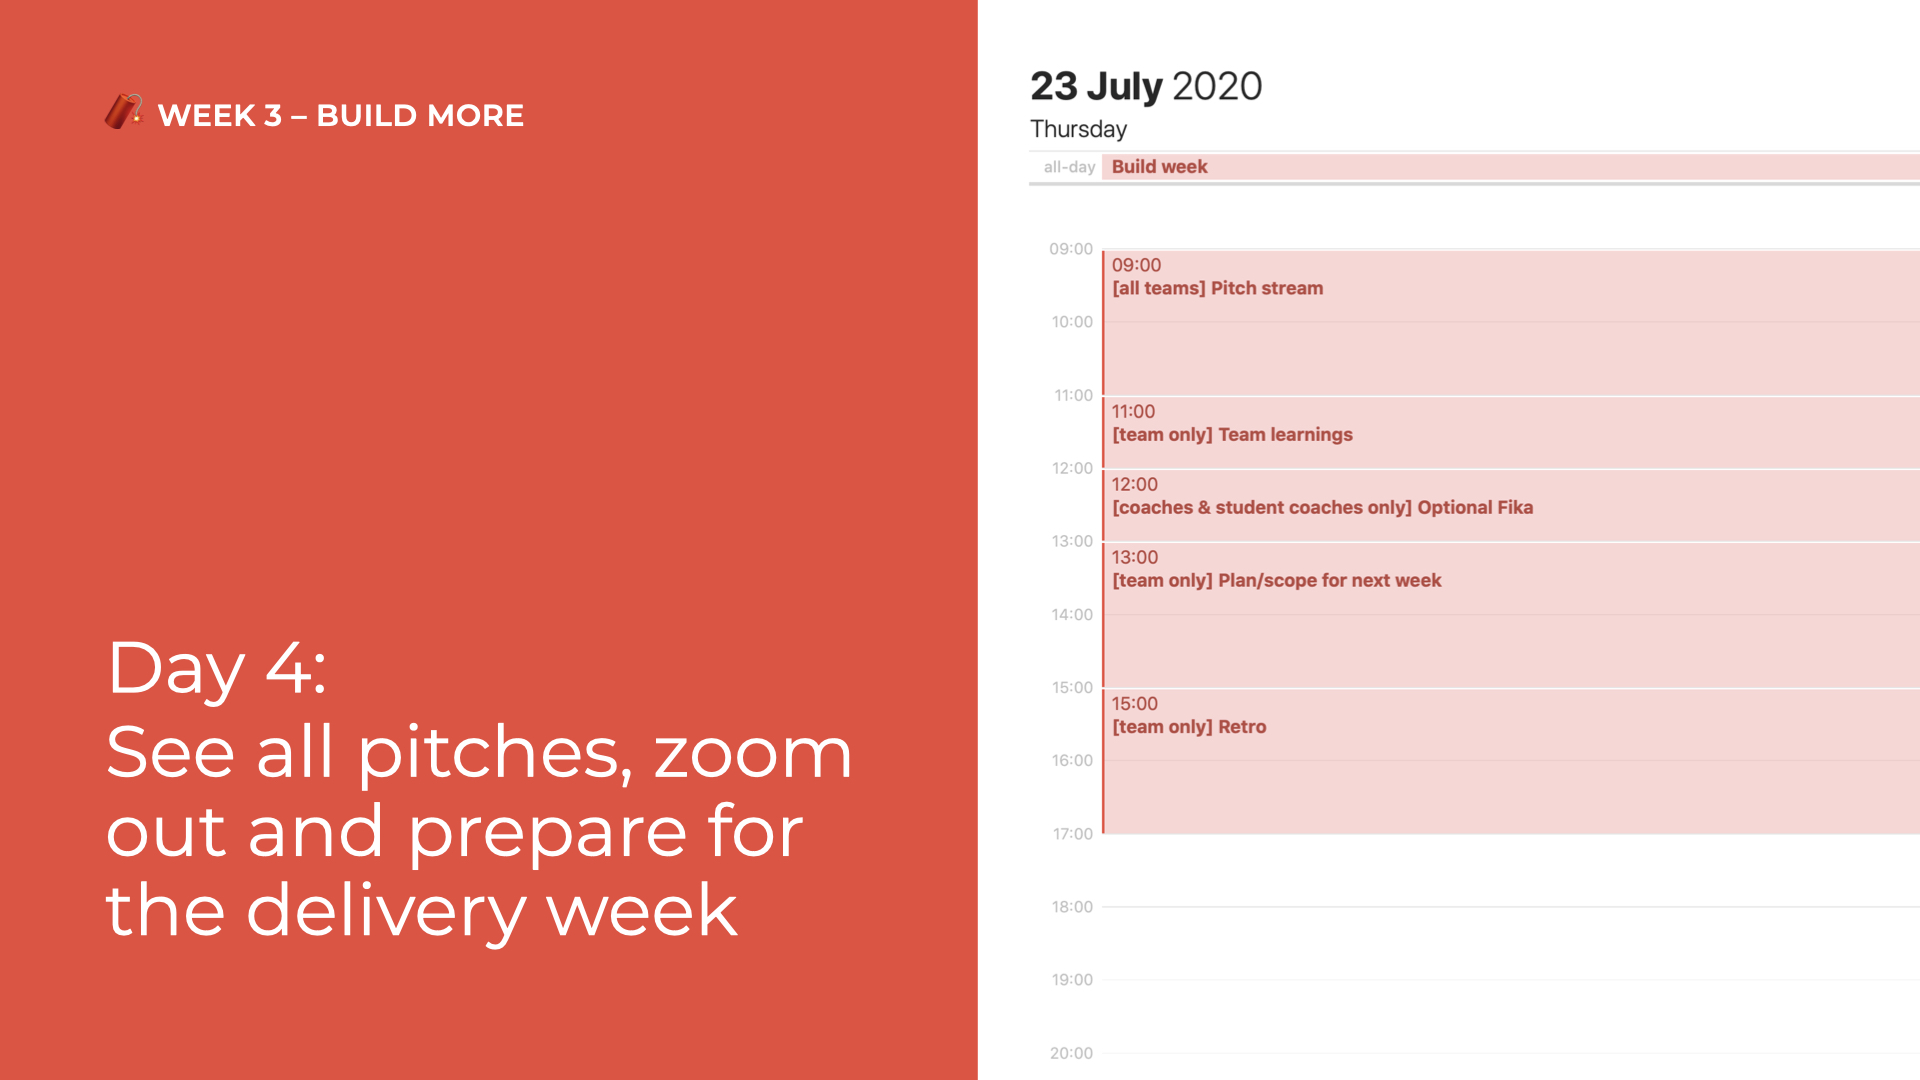 WEEK 3 – BUILD MORE
Day 4:
See all pitches, zoom
out and prepare for
the delivery week
23 July 2020
Thursday
all-day Build week
09:00
09:00
[all teams] Pitch stream
10:00
11:00
11:00
[team only] Team learnings
12:00
12:00
[coaches & student coaches only] Optional Fika
13:00
13:00
[team only] Plan/scope for next week
14:00
15:00
15:00
[team only] Retro
16:00
17:00
18:00
19:00
20:00